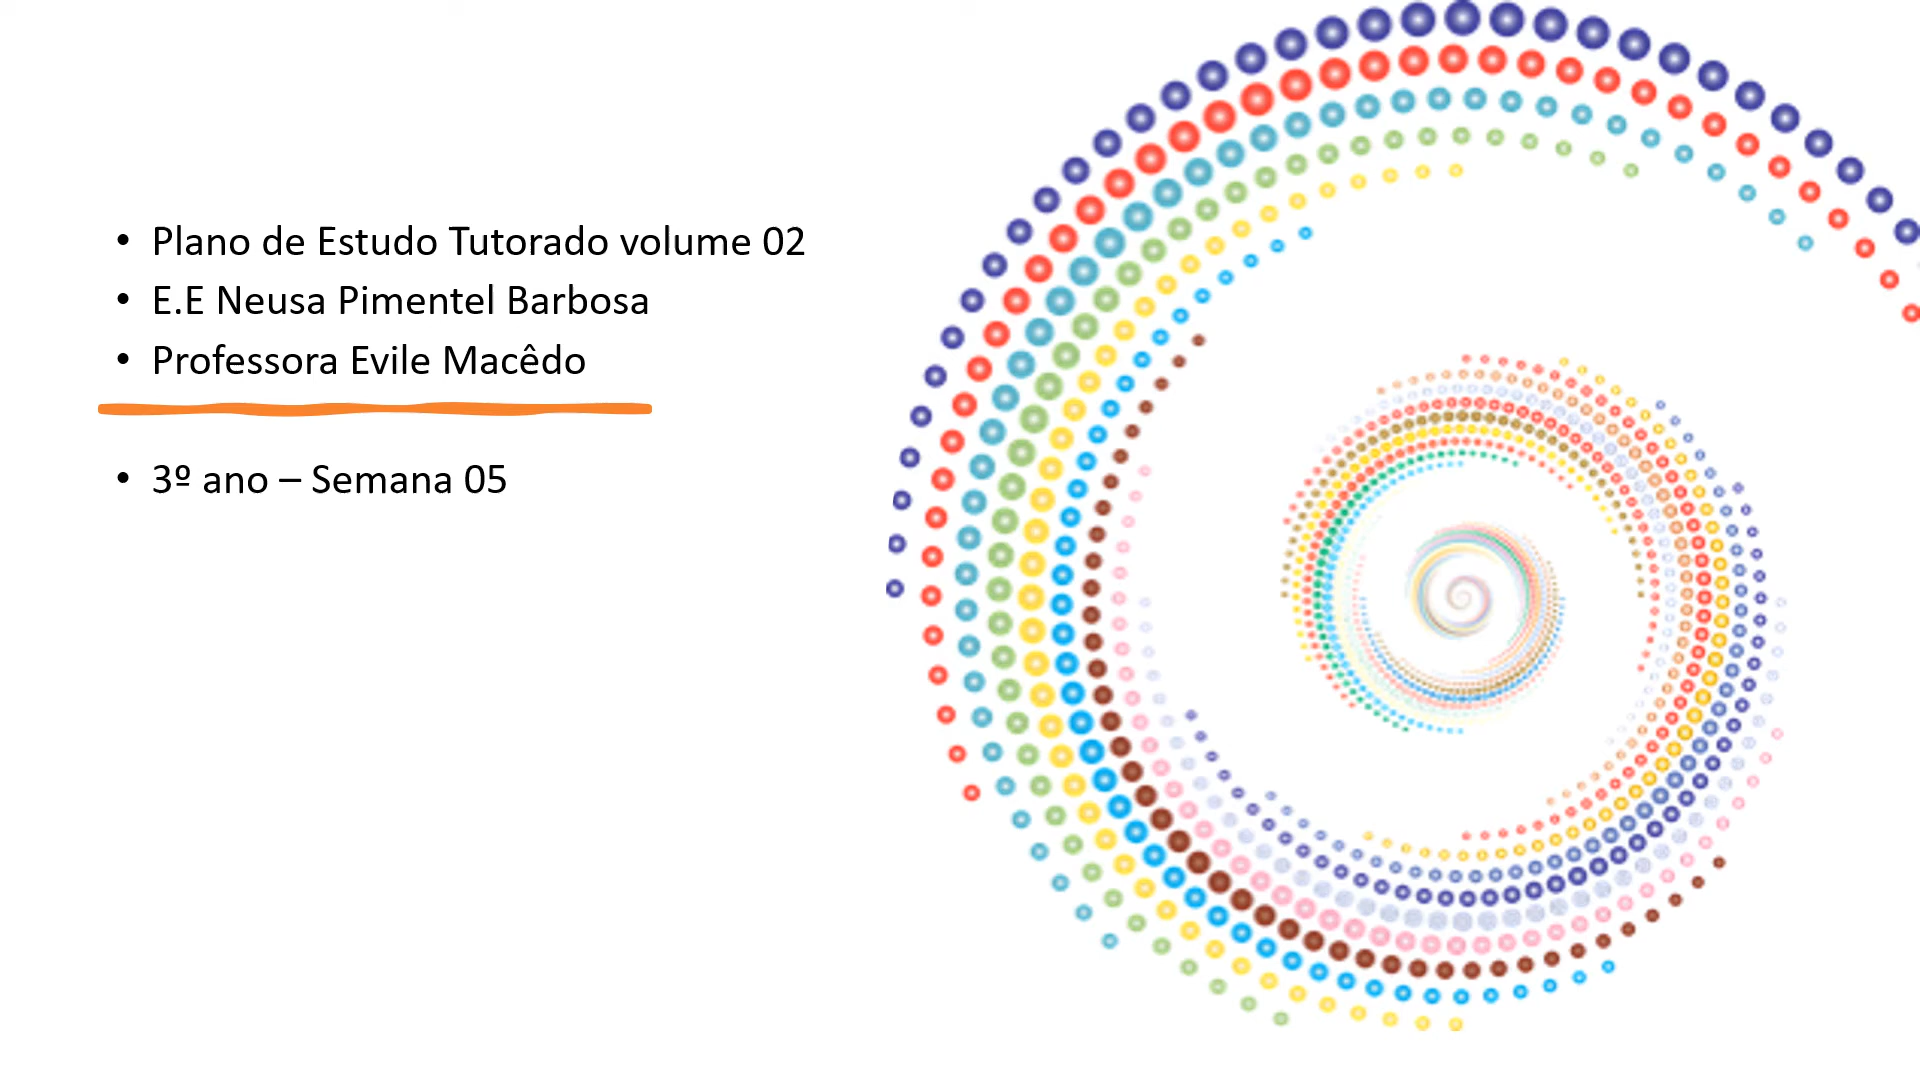 • Plano de Estudo Tutorado volume 02
• E.E Neusa Pimentel Barbosa
• Professora Evile Macêdo
• 3º ano – Semana 05